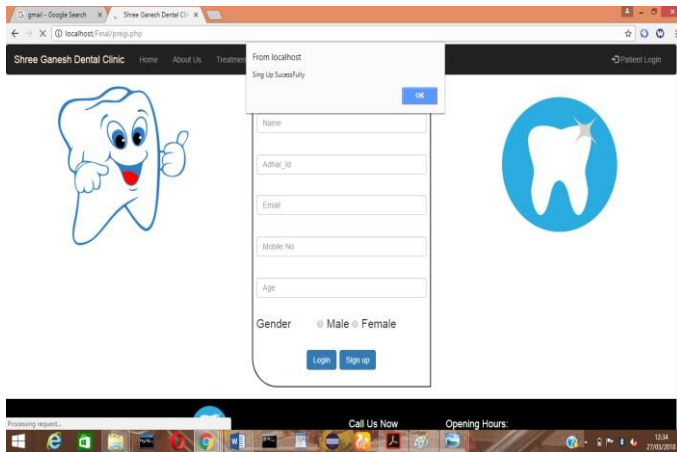 gmail - Google Search
Shree Ganesh Dental Cli
localhost/Final/pregi.php
Shree Ganesh Dental Clinic Home About Us Treatmen Patient Login
From localhost
Sing Up SucessFully
OK
Name
Adhar_Id
Email
Mobile No
Age
Gender Male Female
Login Sign up
Processing request...
Call Us Now Opening Hours:
12:34
27/03/2018